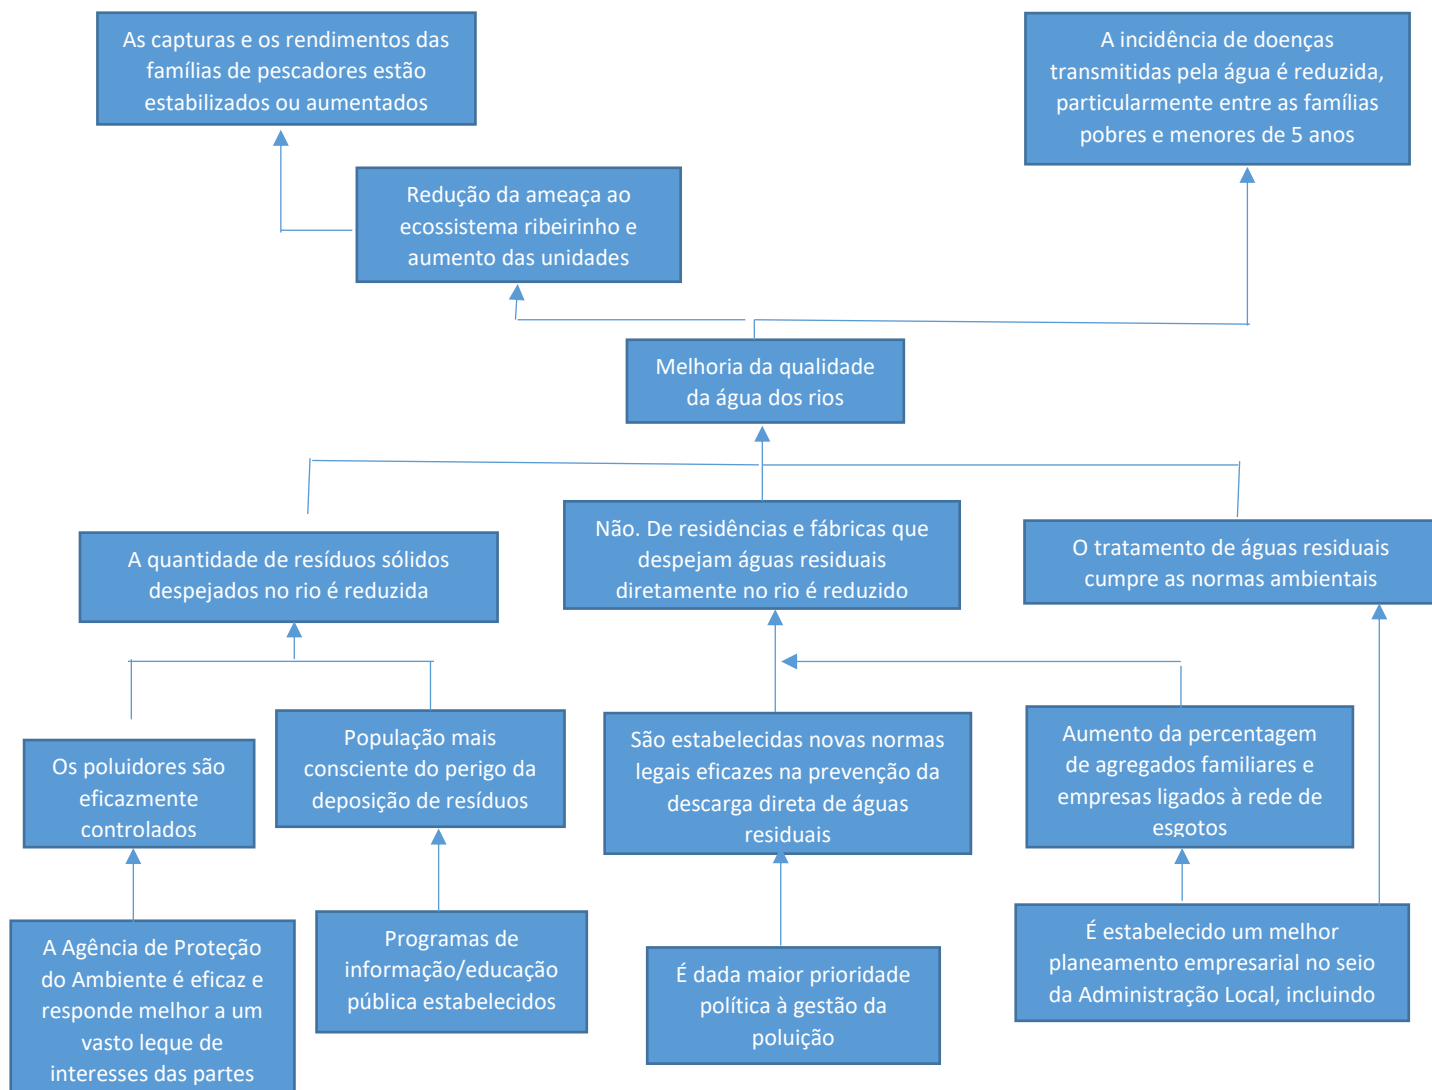 As capturas e os rendimentos das
famílias de pescadores estão
estabilizados ou aumentados
A incidência de doenças
transmitidas pela água é reduzida,
particularmente entre as famílias
pobres e menores de 5 anos
Redução da ameaça ao
ecossistema ribeirinho e
aumento das unidades
Melhoria da qualidade
da água dos rios
A quantidade de resíduos sólidos
despejados no rio é reduzida
Não. De residências e fábricas que
despejam águas residuais
diretamente no rio é reduzido
O tratamento de águas residuais
cumpre as normas ambientais
Os poluidores são
eficazmente
controlados
População mais
consciente do perigo da
deposição de resíduos
São estabelecidas novas normas
legais eficazes na prevenção da
descarga direta de águas
residuais
Aumento da percentagem
de agregados familiares e
empresas ligados à rede de
esgotos
A Agência de Proteção
do Ambiente é eficaz e
responde melhor a um
vasto leque de
interesses das partes
Programas de
informação/educação
pública estabelecidos
É dada maior prioridade
política à gestão da
poluição
É estabelecido um melhor
planeamento empresarial no seio
da Administração Local, incluindo